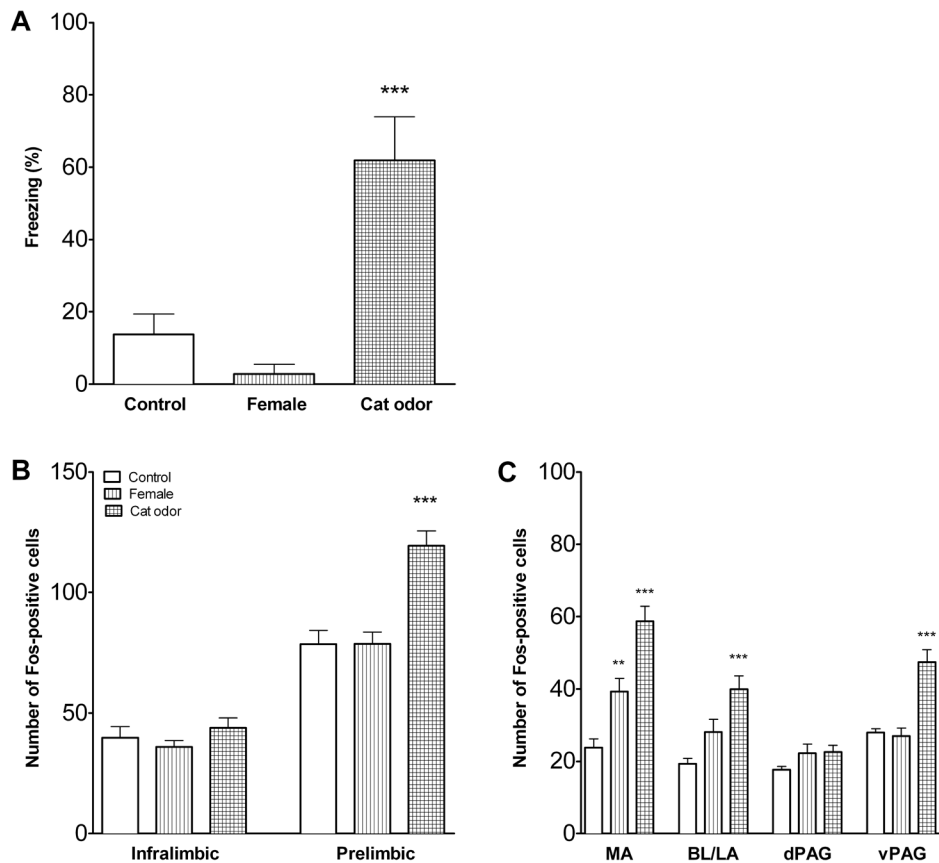 A
Freezing (%)
100
80
60
40
20
0
***
Control Female Cat odor
B
Number of Fos-positive cells
150
100
50
0
Control
Female
Cat odor
***
Infralimbic Prelimbic
C
Number of Fos-positive cells
100
80
60
40
20
0
** *** *** ***
MA BL/LA dPAG vPAG